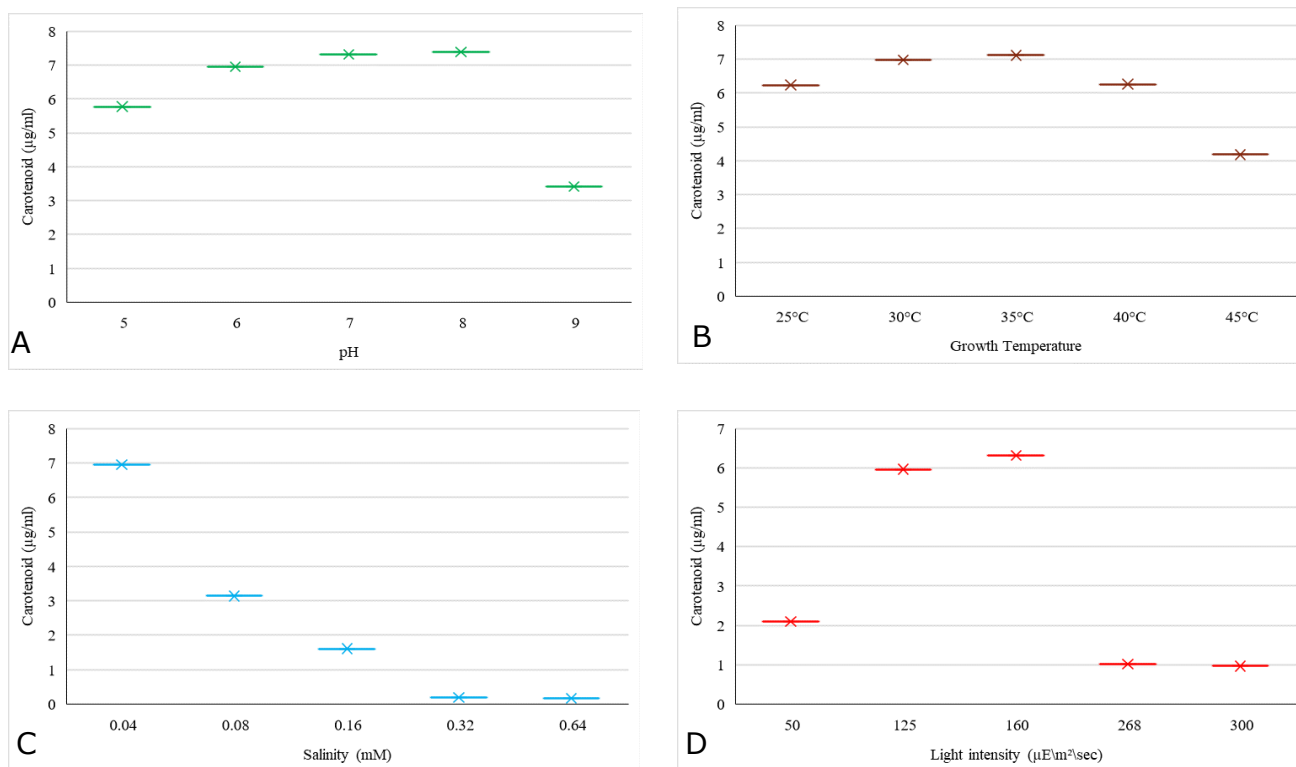 8
7
6
5
4
3
2
1
0
Carotenoid (µg/ml)
5 6 7 8 9
pH
A
8
7
6
5
4
3
2
1
0
Carotenoid (µg/ml)
25°C 30°C 35°C 40°C 45°C
Growth Temperature
B
8
7
6
5
4
3
2
1
0
Carotenoid (µg/ml)
0.04 0.08 0.16 0.32 0.64
Salinity (mM)
C
7
6
5
4
3
2
1
0
Carotenoid (µg/ml)
50 125 160 268 300
Light intensity (µE\m²\sec)
D